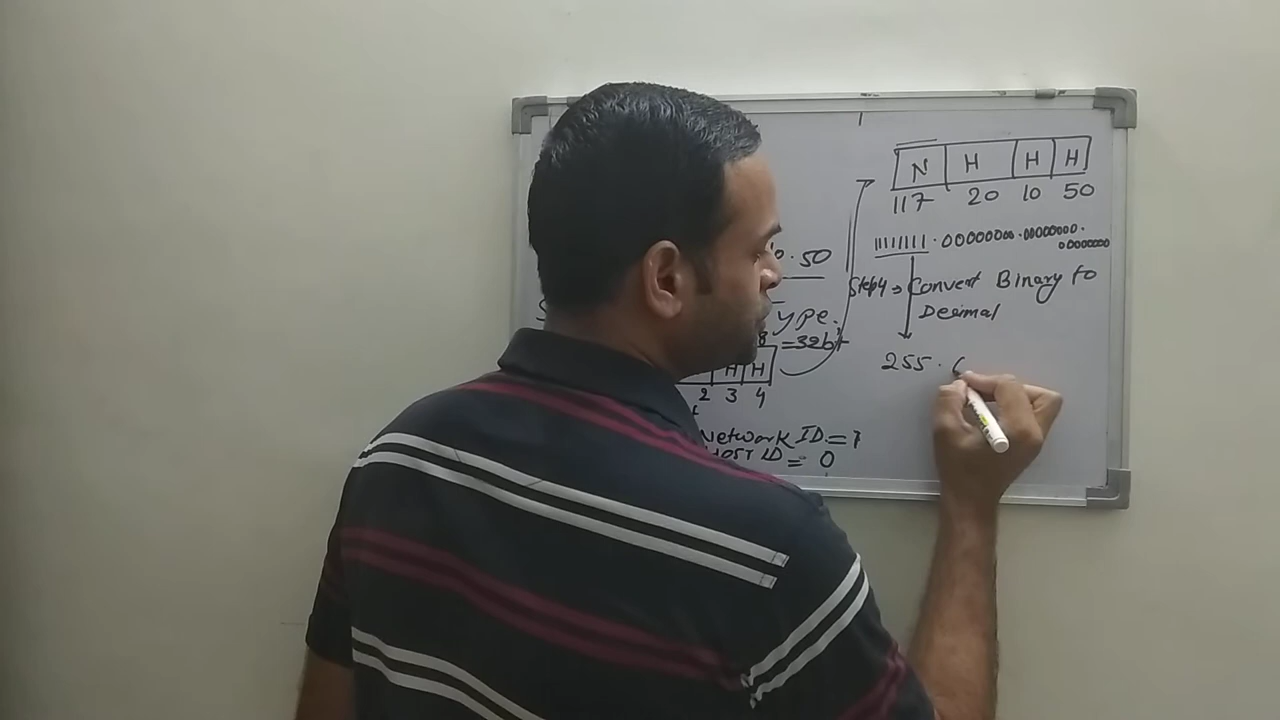 N H H H
117 20 10 50
11111111.00000000.00000000.
00000000
Step4 → Convert Binary to
Desimal
255.
.50
ype.
8 =32bit
H H
2 3 4
Network ID = 1
HOST ID = 0